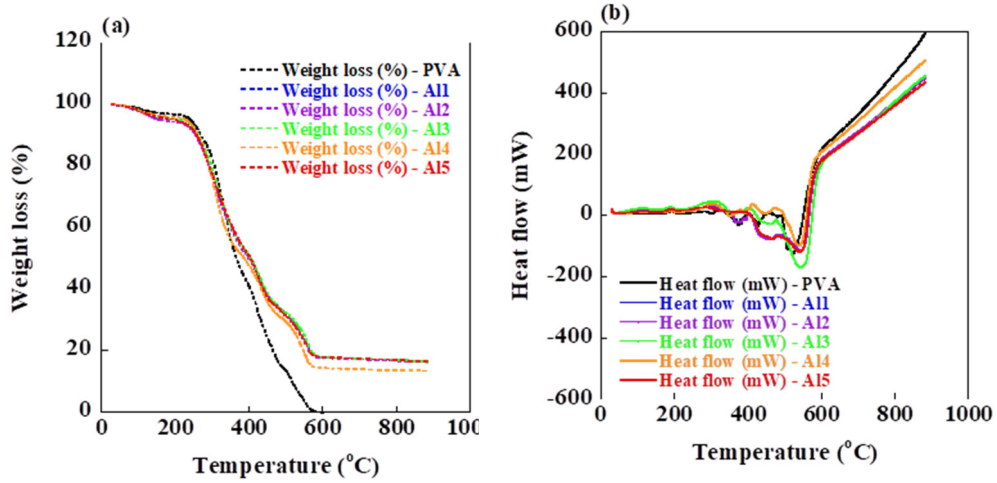 (a)
120
100
80
60
40
20
0
Weight loss (%)
Weight loss (%) - PVA
Weight loss (%) - Al1
Weight loss (%) - Al2
Weight loss (%) - Al3
Weight loss (%) - Al4
Weight loss (%) - Al5
0 200 400 600 800 100
Temperature (°C)
(b)
600
400
200
0
-200
-400
-600
Heat flow (mW)
Heat flow (mW) - PVA
Heat flow (mW) - Al1
Heat flow (mW) - Al2
Heat flow (mW) - Al3
Heat flow (mW) - Al4
Heat flow (mW) - Al5
0 200 400 600 800 1000
Temperature (°C)